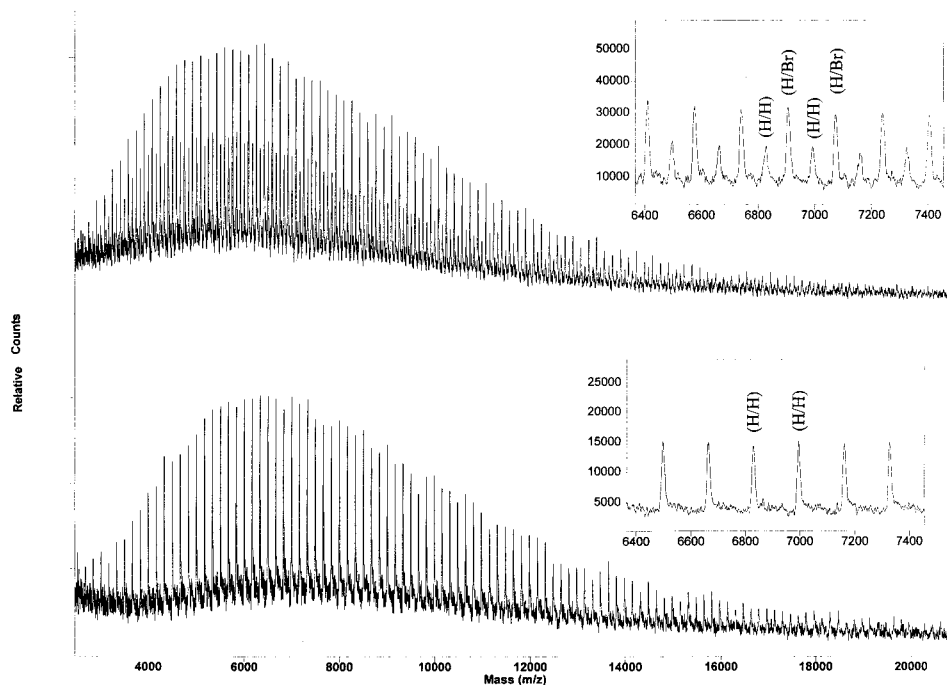 50000
40000
30000
20000
10000
(H/H)
(H/Br)
(H/H)
(H/Br)
6400 6600 6800 7000 7200 7400
Relative Counts
25000
20000
15000
10000
5000
(H/H)
(H/H)
6400 6600 6800 7000 7200 7400
4000 6000 8000 10000 12000 14000 16000 18000 20000
Mass (m/z)